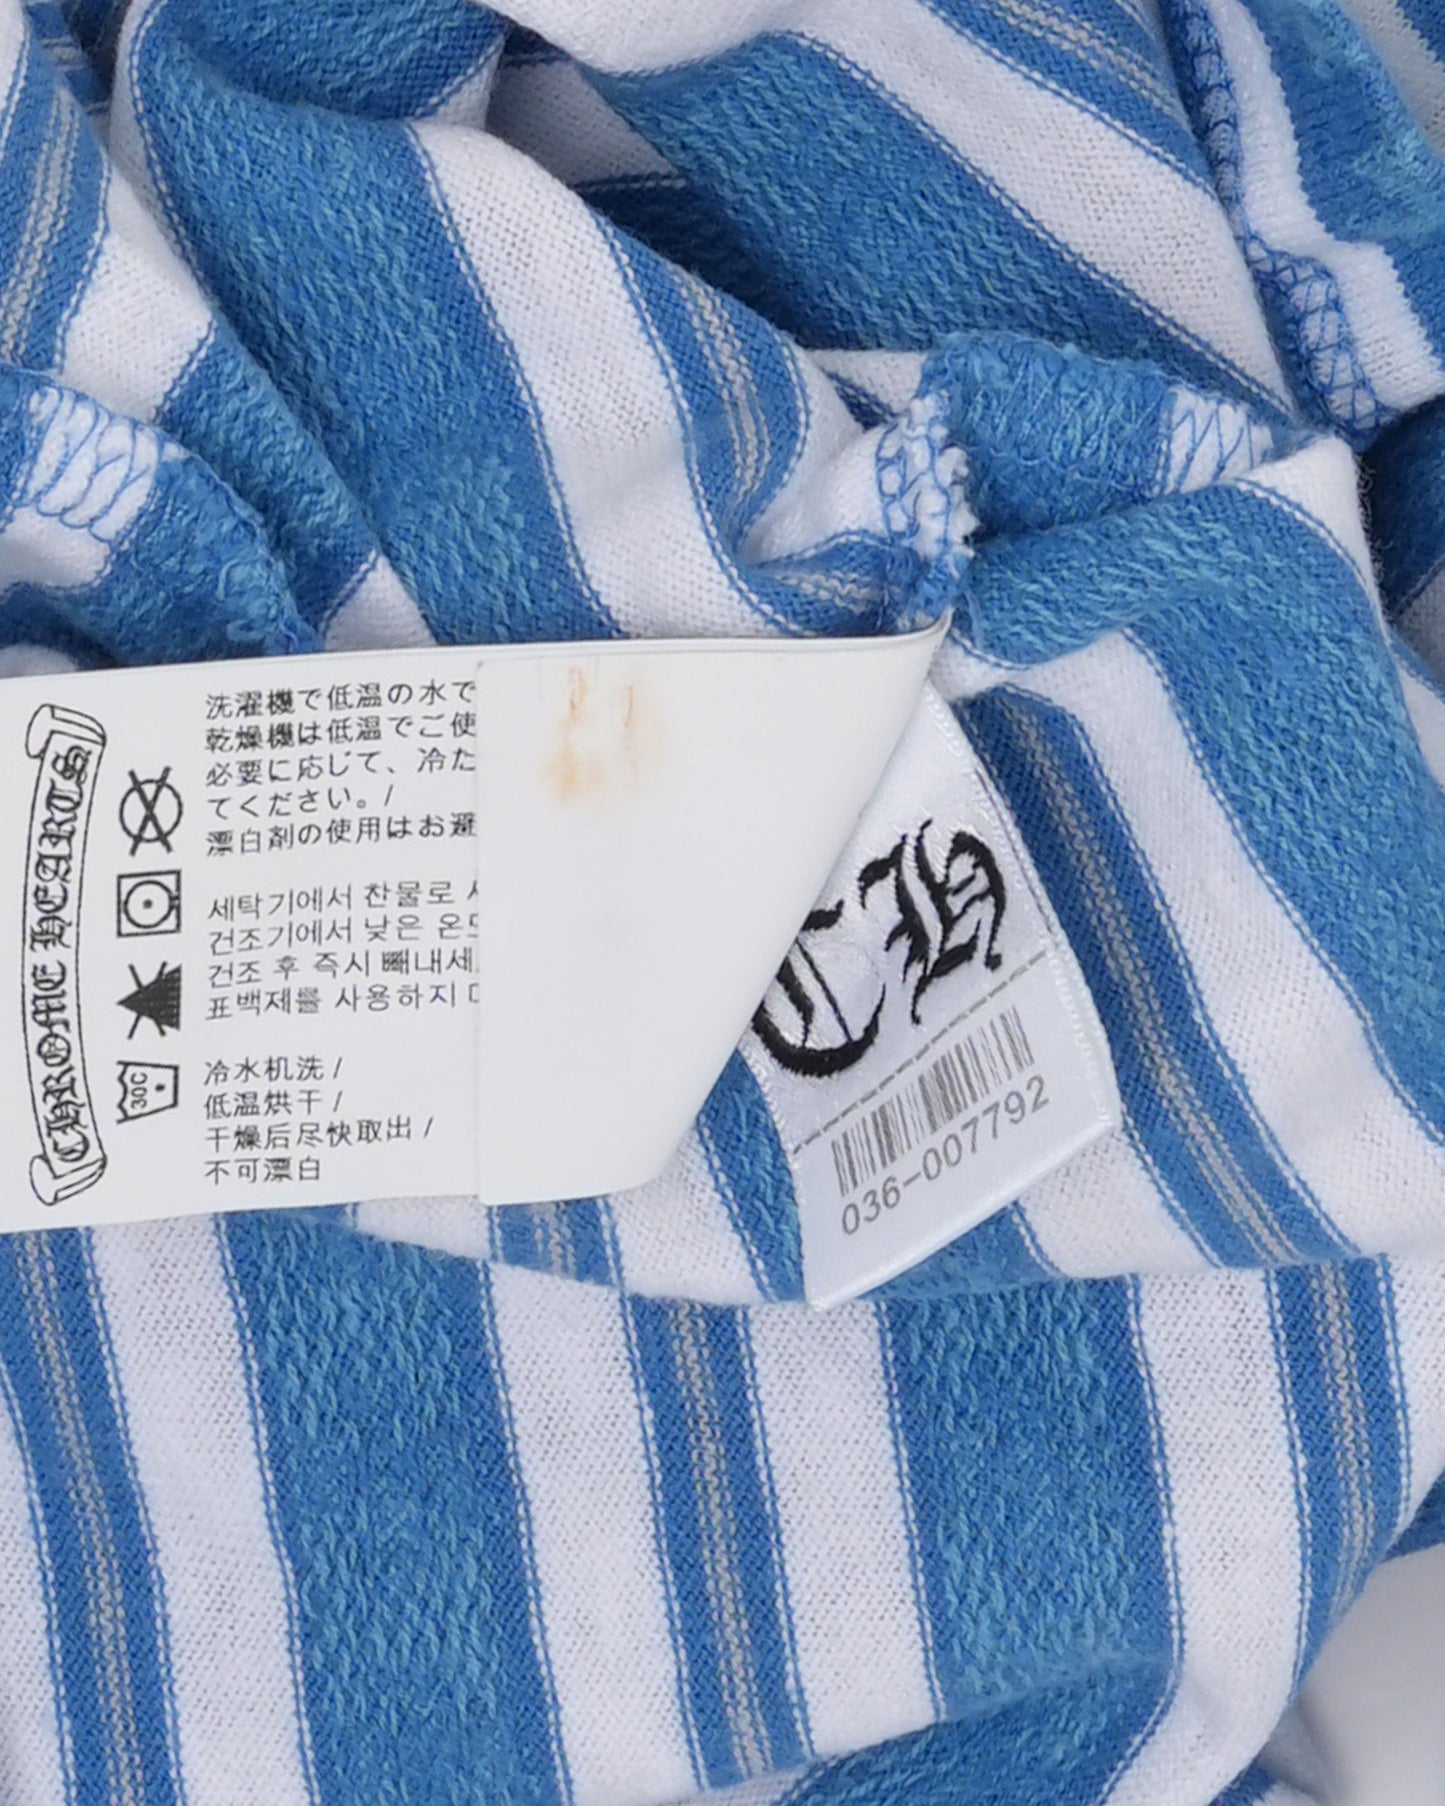 CHROME HEARTS
洗濯機で低温の水で
乾燥機は低温でご使
必要に応じて、冷た
てください。/
漂白剤の使用はお避
세탁기에서 찬물로
건조기에서 낮은 온도
건조 후 즉시 빼내세
표백제를 사용하지
冷水机洗 /
低温烘干 /
干燥后尽快取出 /
不可漂白
30C
CH
036-007792